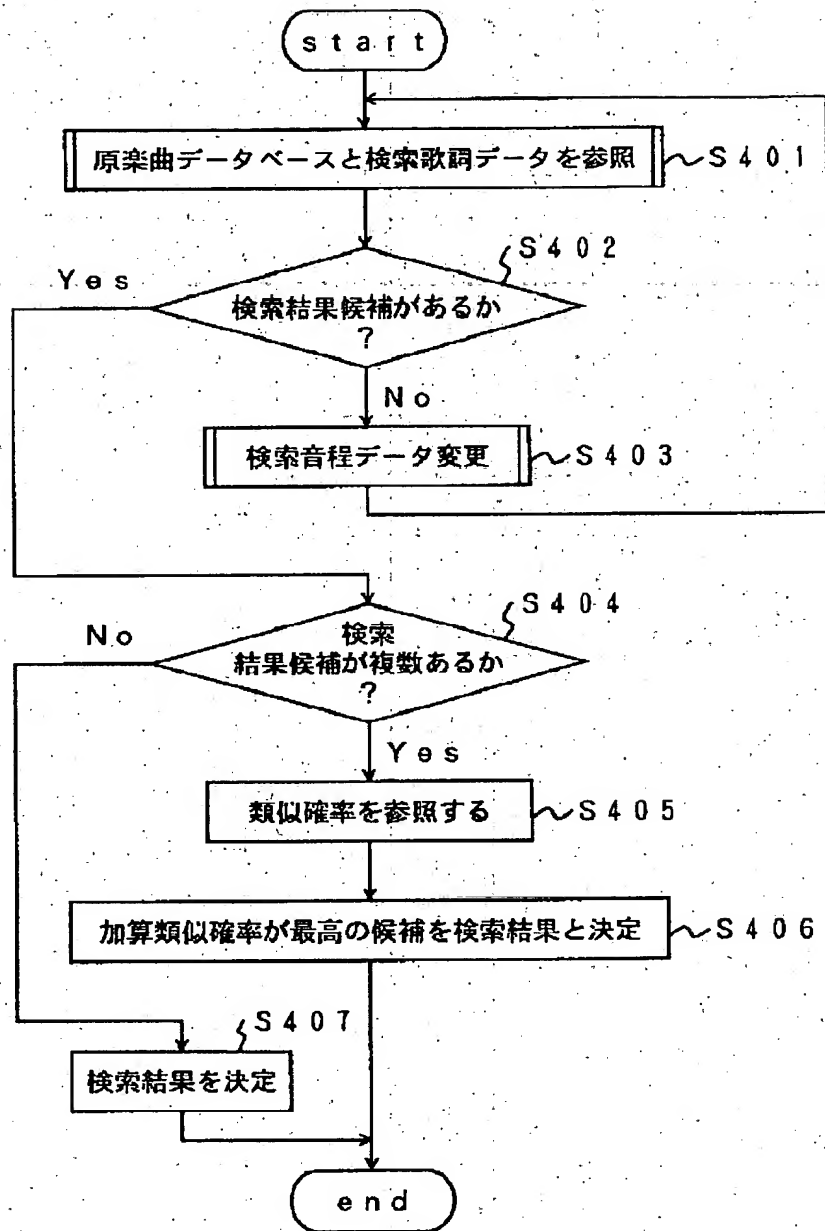 start
原楽曲データベースと検索歌詞データを参照
S401
S402
Yes
検索結果候補があるか
?
No
検索音程データ変更
S403
S404
No
検索
結果候補が複数あるか
?
Yes
類似確率を参照する
S405
加算類似確率が最高の候補を検索結果と決定
S406
S407
検索結果を決定
end